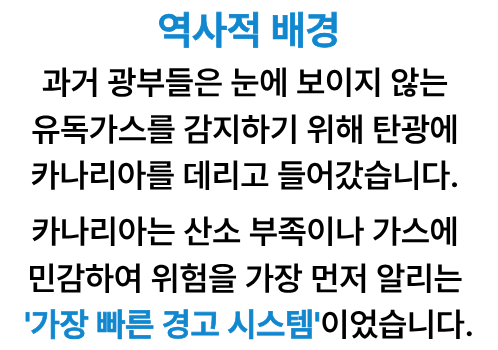 역사적 배경
과거 광부들은 눈에 보이지 않는
유독가스를 감지하기 위해 탄광에
카나리아를 데리고 들어갔습니다.
카나리아는 산소 부족이나 가스에
민감하여 위험을 가장 먼저 알리는
'가장 빠른 경고 시스템'이었습니다.